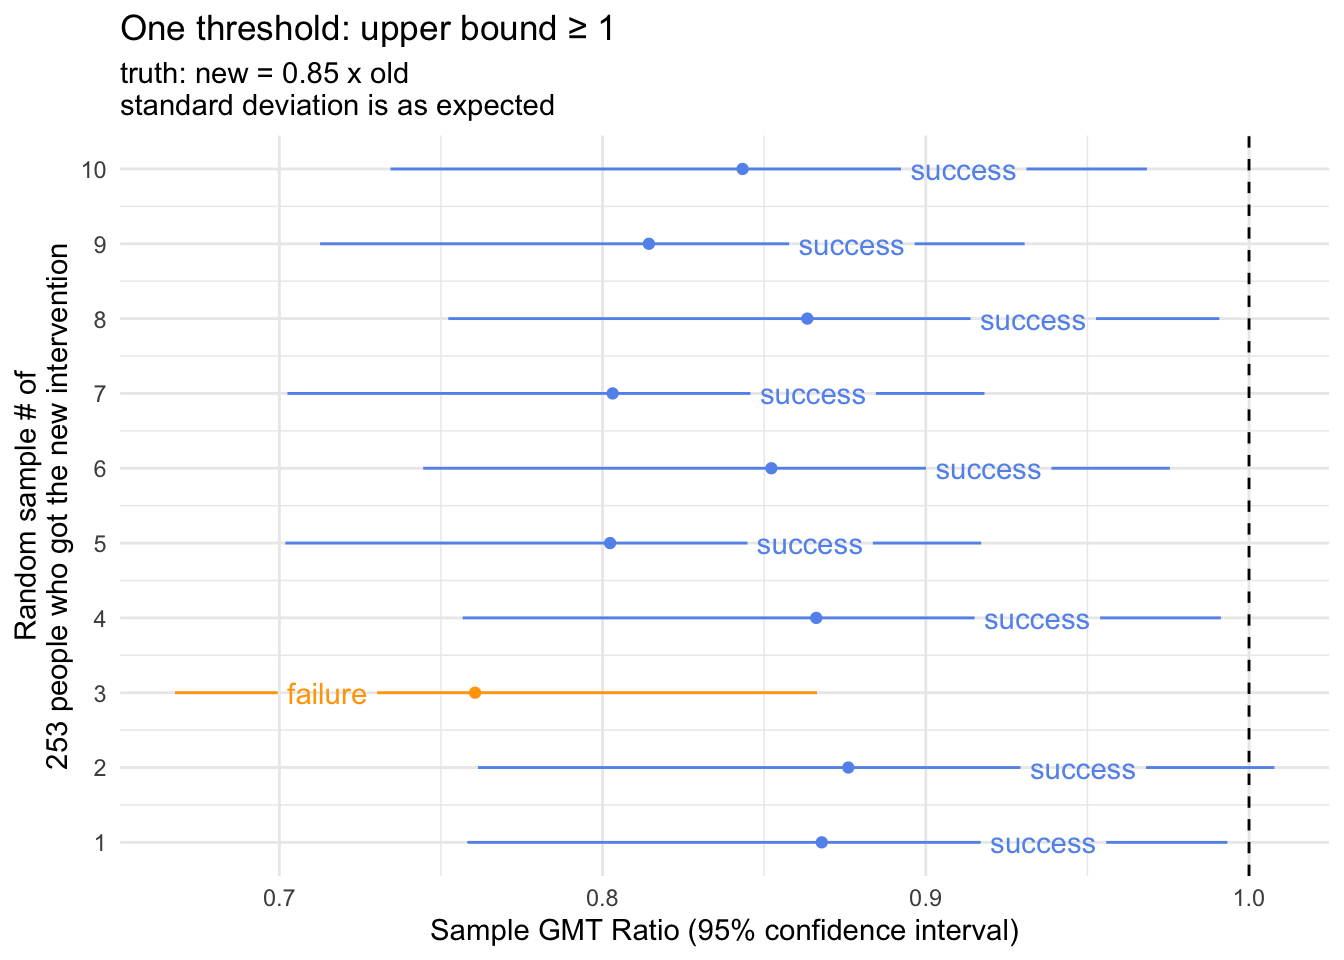 One threshold: upper bound ≥ 1
truth: new = 0.85 x old
standard deviation is as expected
Random sample # of
253 people who got the new intervention
10
success
9
success
8
success
7
success
6
success
5
success
4
success
3
failure
2
success
1
success
0.7
0.8
0.9
1.0
Sample GMT Ratio (95% confidence interval)